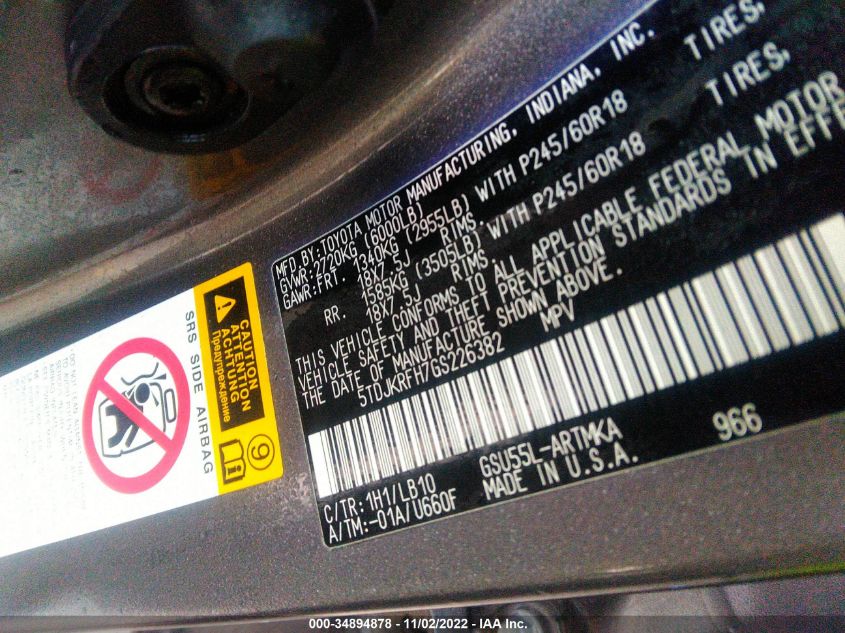 MFD.BY:TOYOTA MOTOR MANUFACTURING, INDIANA, INC.
GVWR:2720KG (6000LB)
GAWR:FRT. 1340KG (2955LB) WITH P245/60R18 TIRES,
18X7.5J RIMS,
RR. 1585KG (3505LB) WITH P245/60R18 TIRES,
18X7.5J RIMS.
THIS VEHICLE CONFORMS TO ALL APPLICABLE FEDERAL MOTOR
VEHICLE SAFETY AND THEFT PREVENTION STANDARDS IN EFFE
THE DATE OF MANUFACTURE SHOWN ABOVE.
5TDJKRFH7GS226382 MPV
C/TR:1H1/LB10 GSU55L-ARTMKA 966
A/TM:-01A/U660F MADE IN U.S.A.
CAUTION
ATTENTION
ACHTUNG
Предупреждение
9
SRS SIDE AIRBAG
000-34894878 - 11/02/2022 - IAA Inc.